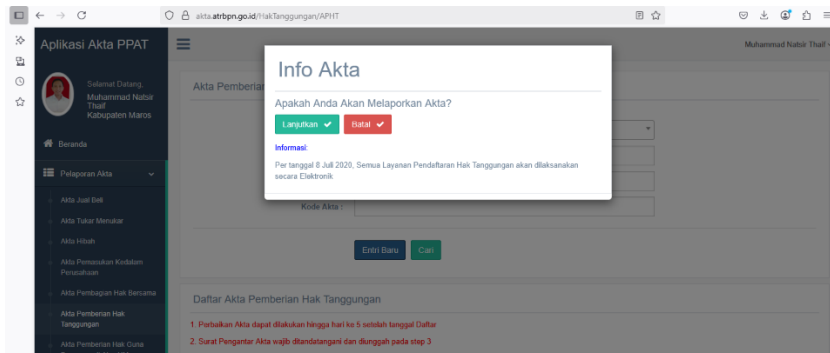 akta.atrbpn.go.id/HakTanggungan/APHT
Aplikasi Akta PPAT
Muhammad Natsir Thaif
Selamat Datang,
Muhammad Natsir
Thaif
Kabupaten Maros
Beranda
Pelaporan Akta
Akta Jual Beli
Akta Tukar Menukar
Akta Hibah
Akta Pemasukan Kedalam
Perusahaan
Akta Pembagian Hak Bersama
Akta Pemberian Hak
Tanggungan
Akta Pemberian Hak Guna
Akta Pemberian
Info Akta
Apakah Anda Akan Melaporkan Akta?
Lanjutkan
Batal
Informasi:
Per tanggal 8 Juli 2020, Semua Layanan Pendaftaran Hak Tanggungan akan dilaksanakan
secara Elektronik
Kode Akta :
Entri Baru
Cari
Daftar Akta Pemberian Hak Tanggungan
1. Perbaikan Akta dapat dilakukan hingga hari ke 5 setelah tanggal Daftar
2. Surat Pengantar Akta wajib ditandatangani dan diunggah pada step 3